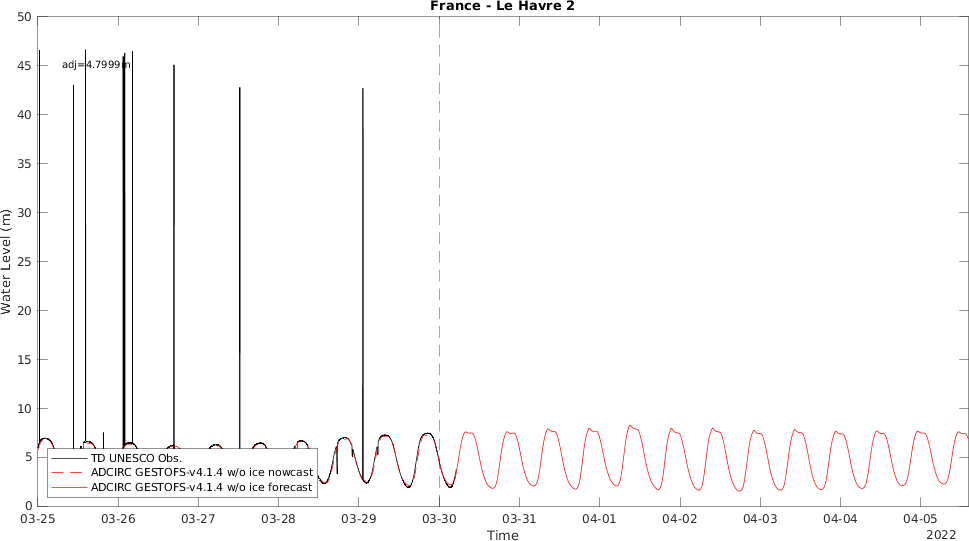 France - Le Havre 2
50
45
40
35
30
25
20
15
10
5
0
Water Level (m)
adj=4.7999m
TD UNESCO Obs.
ADCIRC GESTOFS-v4.1.4 w/o ice nowcast
ADCIRC GESTOFS-v4.1.4 w/o ice forecast
03-25 03-26 03-27 03-28 03-29 03-30 03-31 04-01 04-02 04-03 04-04 04-05
Time
2022